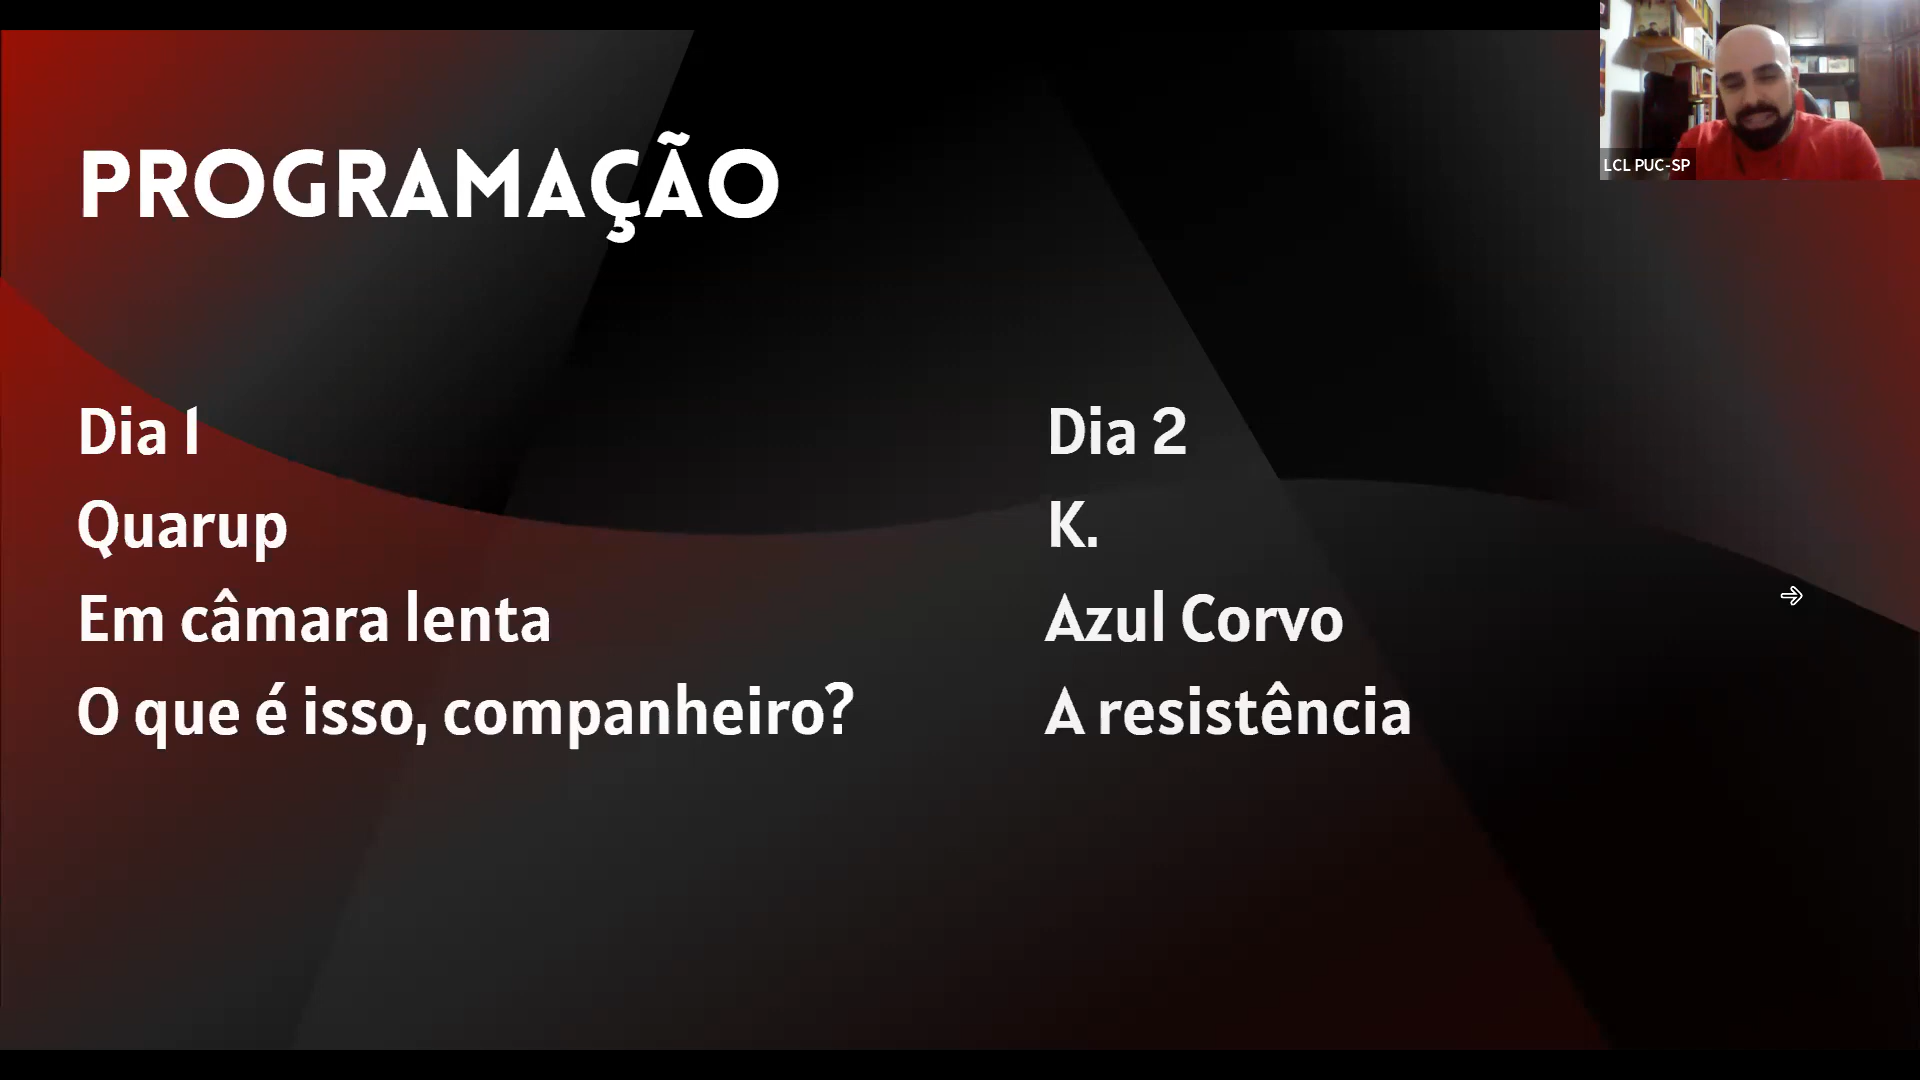 PROGRAMAÇÃO
Dia 1
Quarup
Em câmara lenta
O que é isso, companheiro?
Dia 2
K.
Azul Corvo
A resistência
LCL PUC-SP